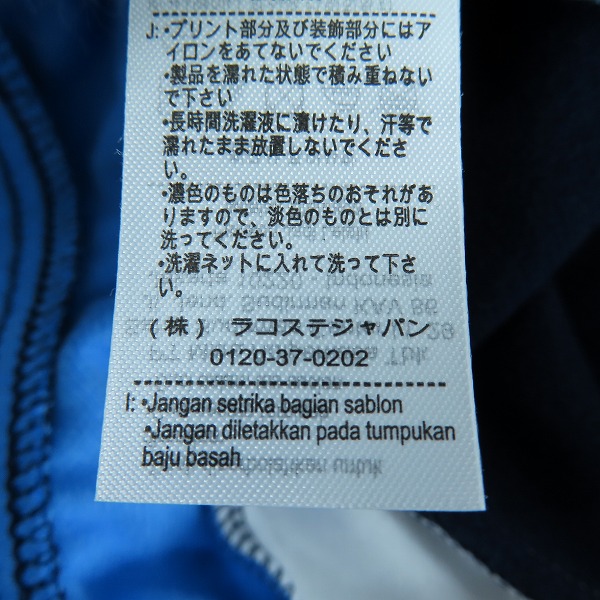 J: •プリント部分及び装飾部分にはア
イロンをあてないでください
•製品を濡れた状態で積み重ねない
で下さい
•長時間洗濯液に漬けたり、汗等で
濡れたまま放置しないでくださ
い。
•濃色のものは色落ちのおそれがあ
りますので、淡色のものとは別に
洗ってください。
•洗濯ネットに入れて洗って下さ
い。
(株) ラコステジャパン
0120-37-0202
I: •Jangan setrika bagian sablon
•Jangan diletakkan pada tumpukan
baju basah